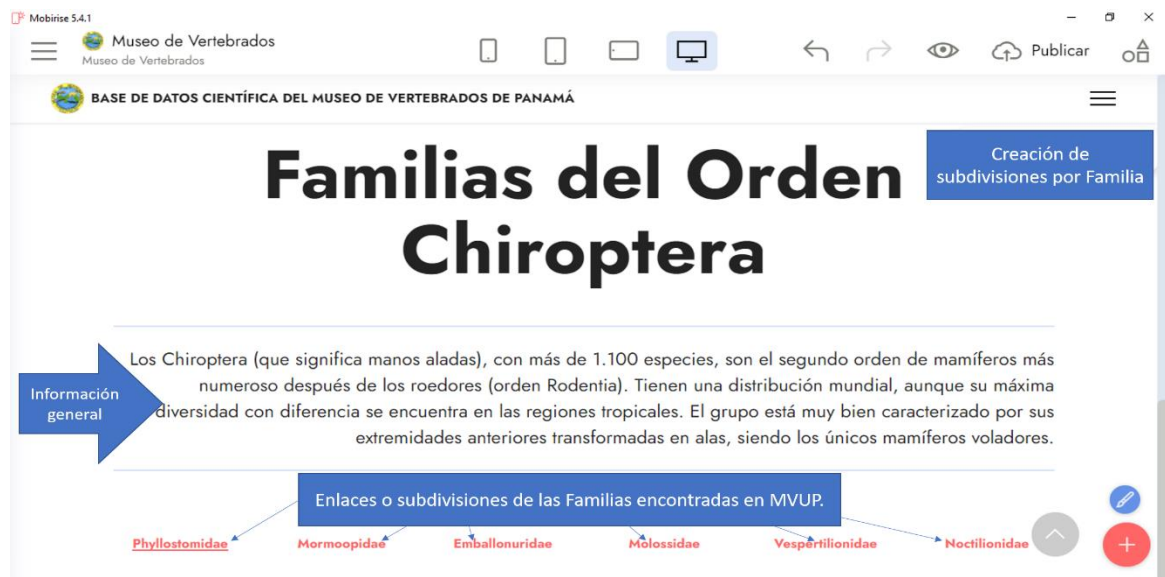 Mobirise 5.4.1
Museo de Vertebrados
Museo de Vertebrados
Publicar
BASE DE DATOS CIENTÍFICA DEL MUSEO DE VERTEBRADOS DE PANAMÁ
Familias del Orden
Chiroptera
Creación de
subdivisiones por Familia
Los Chiroptera (que significa manos aladas), con más de 1.100 especies, son el segundo orden de mamíferos más
numeroso después de los roedores (orden Rodentia). Tienen una distribución mundial, aunque su máxima
diversidad con diferencia se encuentra en las regiones tropicales. El grupo está muy bien caracterizado por sus
extremidades anteriores transformadas en alas, siendo los únicos mamíferos voladores.
Información
general
Enlaces o subdivisiones de las Familias encontradas en MVUP.
Phyllostomidae Mormoopidae Emballonuridae Molossidae Vespertilionidae Noctilionidae